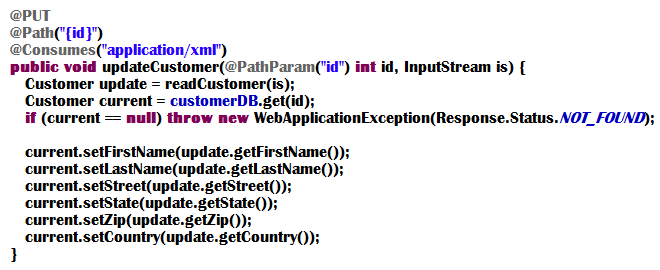 @PUT
@Path("{id}")
@Consumes("application/xml")
public void updateCustomer(@PathParam("id") int id, InputStream is) {
Customer update = readCustomer(is);
Customer current = customerDB.get(id);
if (current == null) throw new WebApplicationException(Response.Status.NOT_FOUND);
current.setFirstName(update.getFirstName());
current.setLastName(update.getLastName());
current.setStreet(update.getStreet());
current.setState(update.getState());
current.setZip(update.getZip());
current.setCountry(update.getCountry());
}